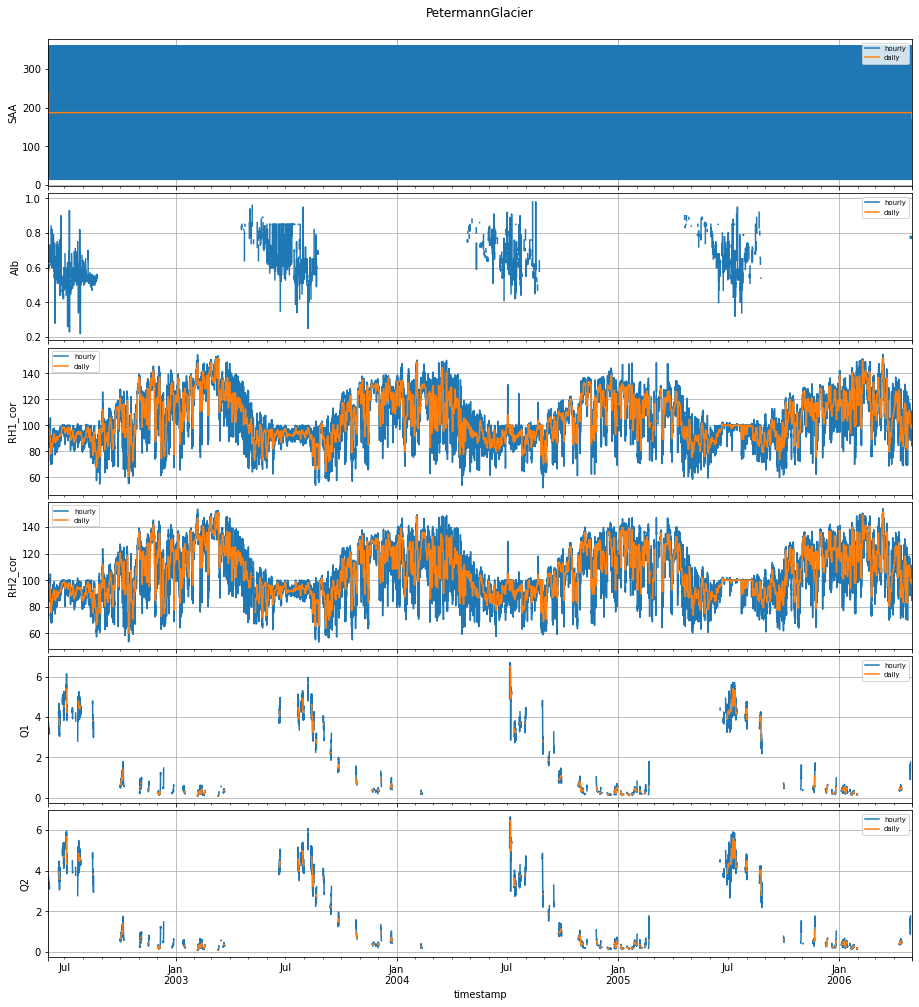 PetermannGlacier
SAA
300
200
100
0
hourly
daily
Alb
1.0
0.8
0.6
0.4
0.2
hourly
daily
RH1_cor
140
120
100
80
60
hourly
daily
RH2_cor
140
120
100
80
60
hourly
daily
Q1
6
4
2
0
hourly
daily
Q2
6
4
2
0
hourly
daily
Jul Jan Jul Jan Jul Jan Jul Jan
2003 2004 2005 2006
timestamp